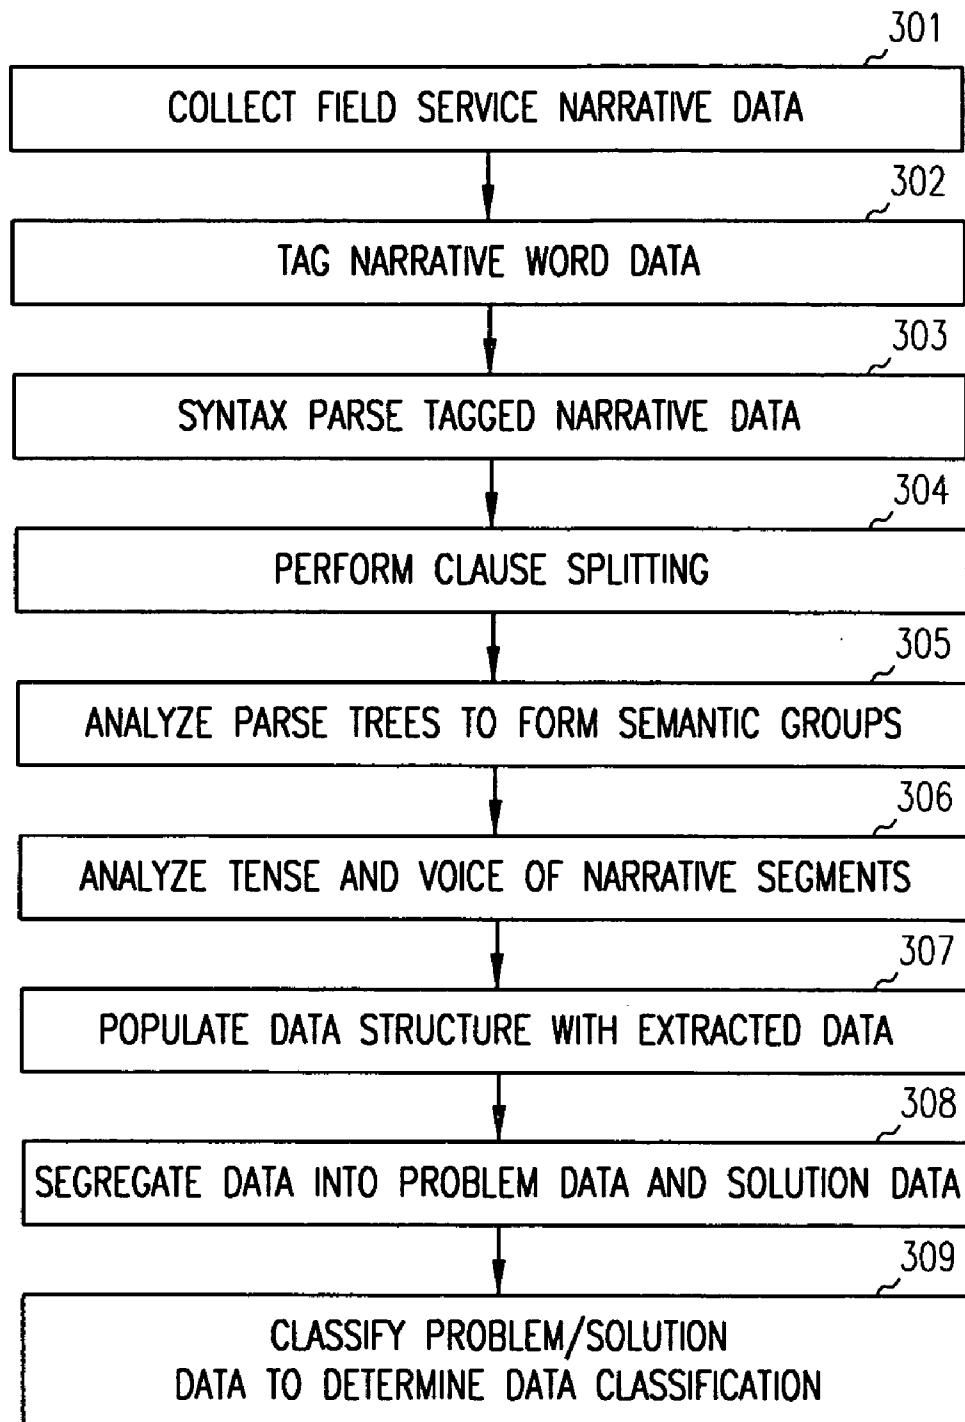 301
COLLECT FIELD SERVICE NARRATIVE DATA
302
TAG NARRATIVE WORD DATA
303
SYNTAX PARSE TAGGED NARRATIVE DATA
304
PERFORM CLAUSE SPLITTING
305
ANALYZE PARSE TREES TO FORM SEMANTIC GROUPS
306
ANALYZE TENSE AND VOICE OF NARRATIVE SEGMENTS
307
POPULATE DATA STRUCTURE WITH EXTRACTED DATA
308
SEGREGATE DATA INTO PROBLEM DATA AND SOLUTION DATA
309
CLASSIFY PROBLEM/SOLUTION
DATA TO DETERMINE DATA CLASSIFICATION